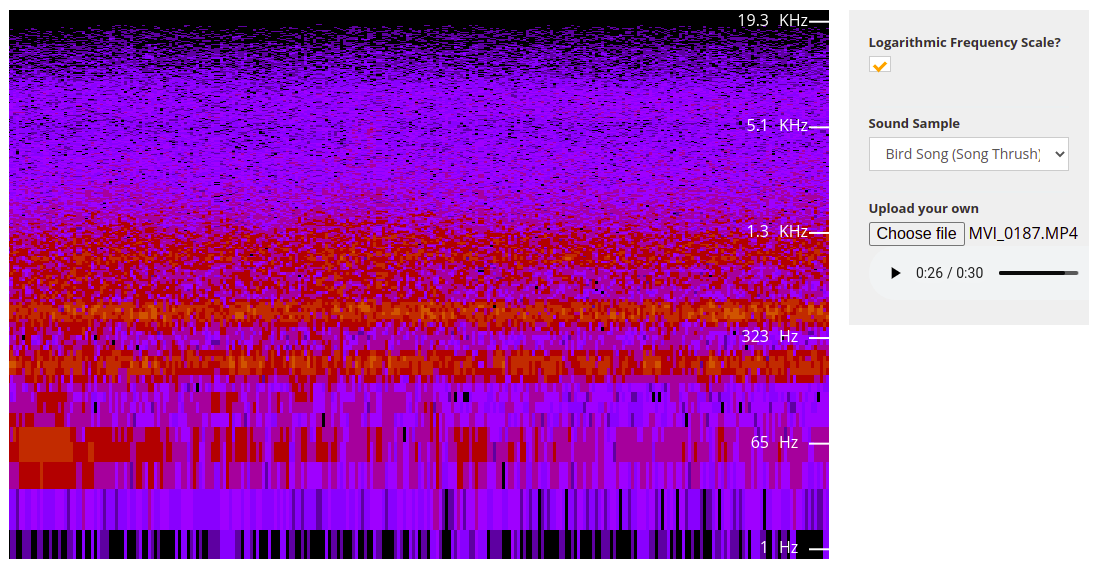 19.3 KHz
5.1 KHz
1.3 KHz
323 Hz
65 Hz
1 Hz
Logarithmic Frequency Scale?
Sound Sample
Bird Song (Song Thrush)
Upload your own
Choose file MVI_0187.MP4
0:26 / 0:30